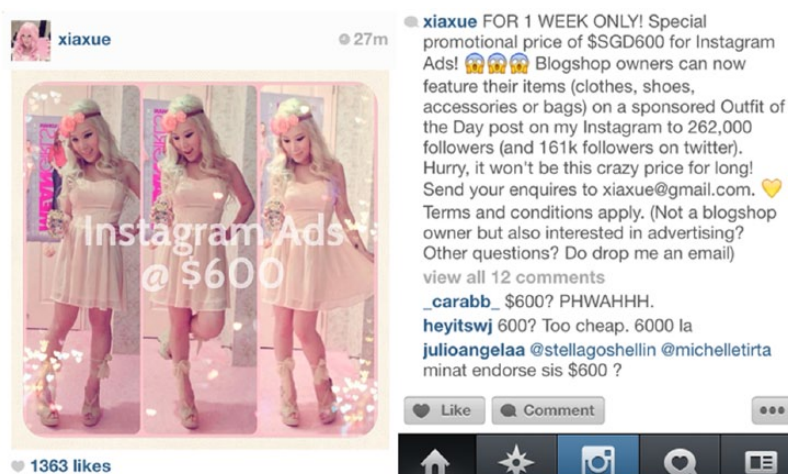 xiaxue
27m
Instagram Ads
@ $600
1363 likes
xiaxue FOR 1 WEEK ONLY! Special
promotional price of $SGD600 for Instagram
Ads! 😱😱😱 Blogshop owners can now
feature their items (clothes, shoes,
accessories or bags) on a sponsored Outfit of
the Day post on my Instagram to 262,000
followers (and 161k followers on twitter).
Hurry, it won't be this crazy price for long!
Send your enquires to xiaxue@gmail.com. 💛
Terms and conditions apply. (Not a blogshop
owner but also interested in advertising?
Other questions? Do drop me an email)
view all 12 comments
_carabb_ $600? PHWAHHH.
heyitswj 600? Too cheap. 6000 la
julioangelaa @stellagoshellin @michelletirta
minat endorse sis $600 ?
Like
Comment